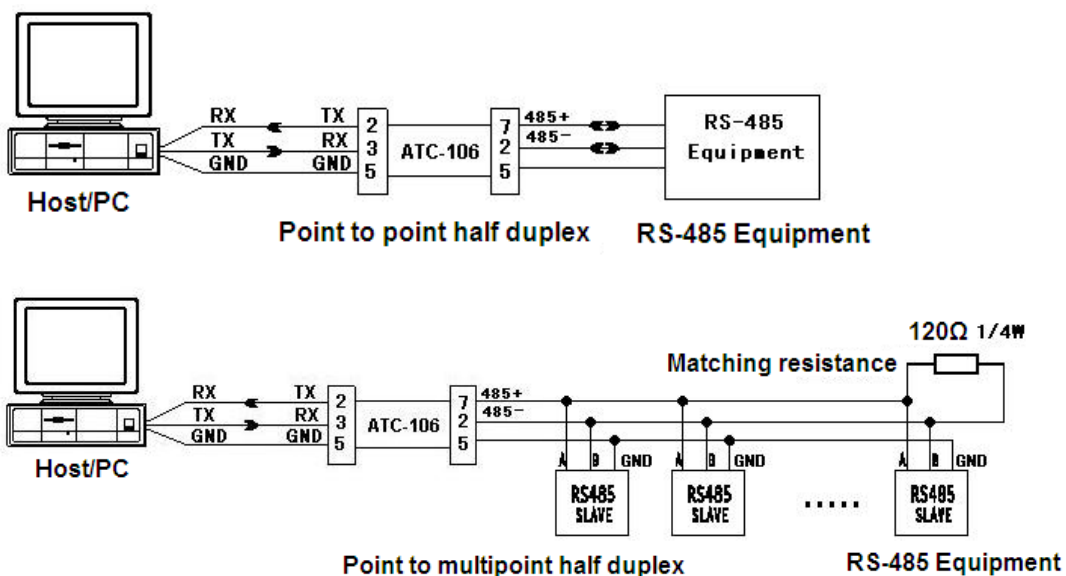 RX TX 2 7 485+
TX RX 3 ATC-106 2 485-
GND GND 5 5
RS-485
Equipment
Host/PC
Point to point half duplex RS-485 Equipment
120Ω 1/4W
Matching resistance
RX TX 2 7 485+
TX RX 3 ATC-106 2 485-
GND GND 5 5
Host/PC
A B GND A B GND A B GND
RS485 RS485 ..... RS485
SLAVE SLAVE SLAVE
Point to multipoint half duplex RS-485 Equipment